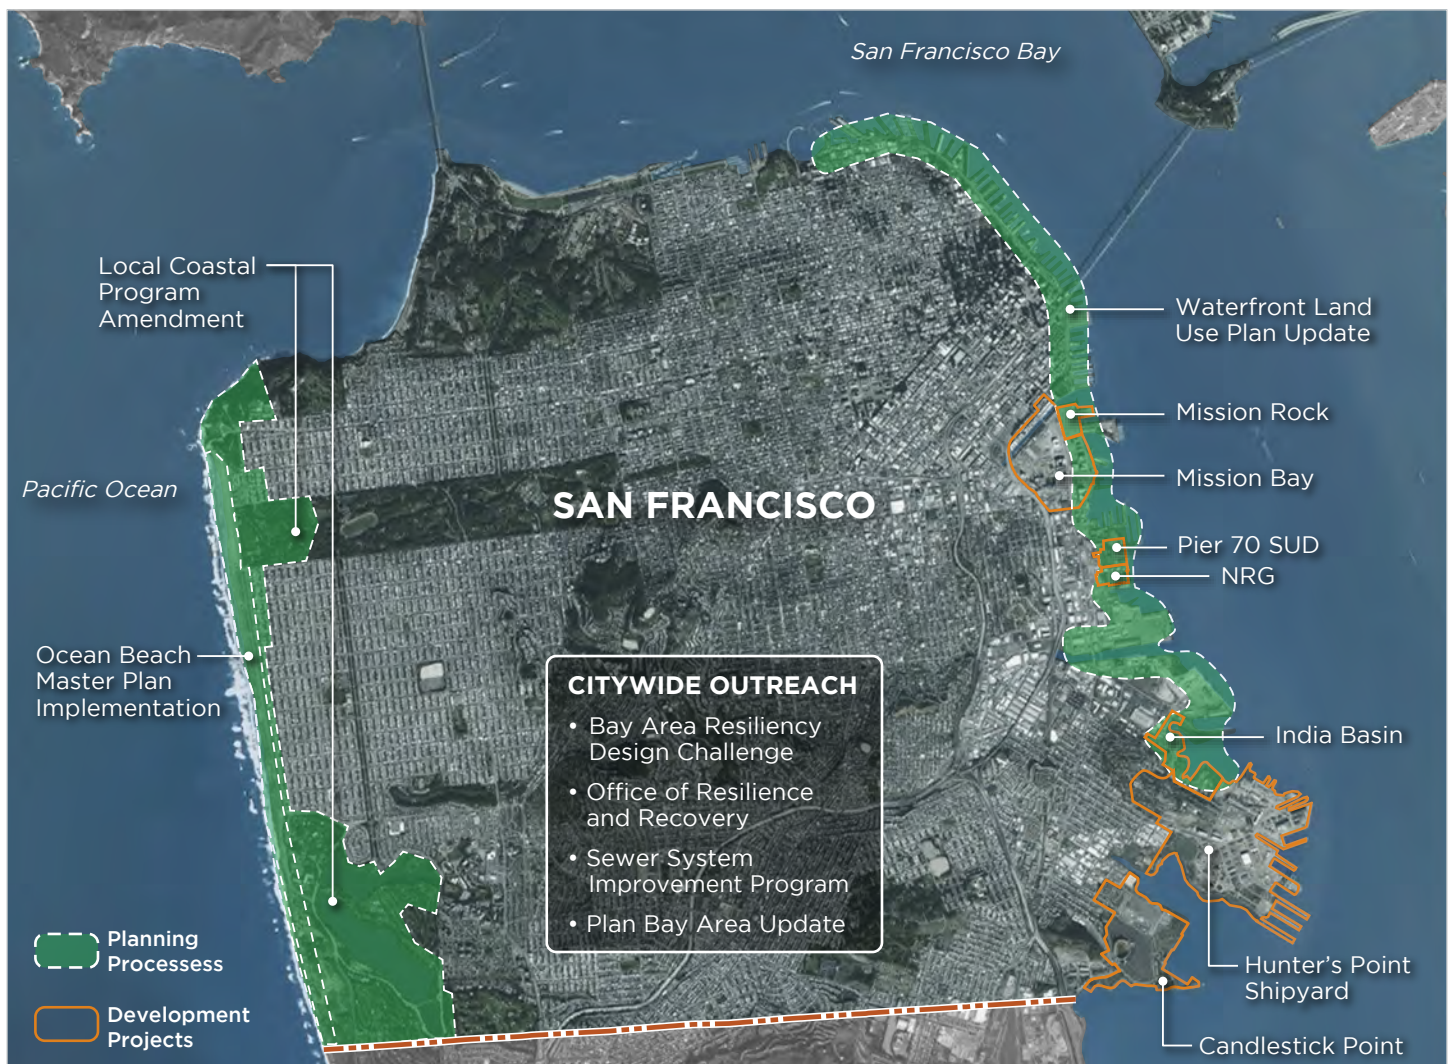 San Francisco Bay
Local Coastal
Program
Amendment
Waterfront Land
Use Plan Update
Mission Rock
Pacific Ocean
Mission Bay
SAN FRANCISCO
Pier 70 SUD
NRG
Ocean Beach
Master Plan
Implementation
CITYWIDE OUTREACH
• Bay Area Resiliency
Design Challenge
• Office of Resilience
and Recovery
• Sewer System
Improvement Program
• Plan Bay Area Update
India Basin
Hunter's Point
Shipyard
Candlestick Point
Planning
Processess
Development
Projects